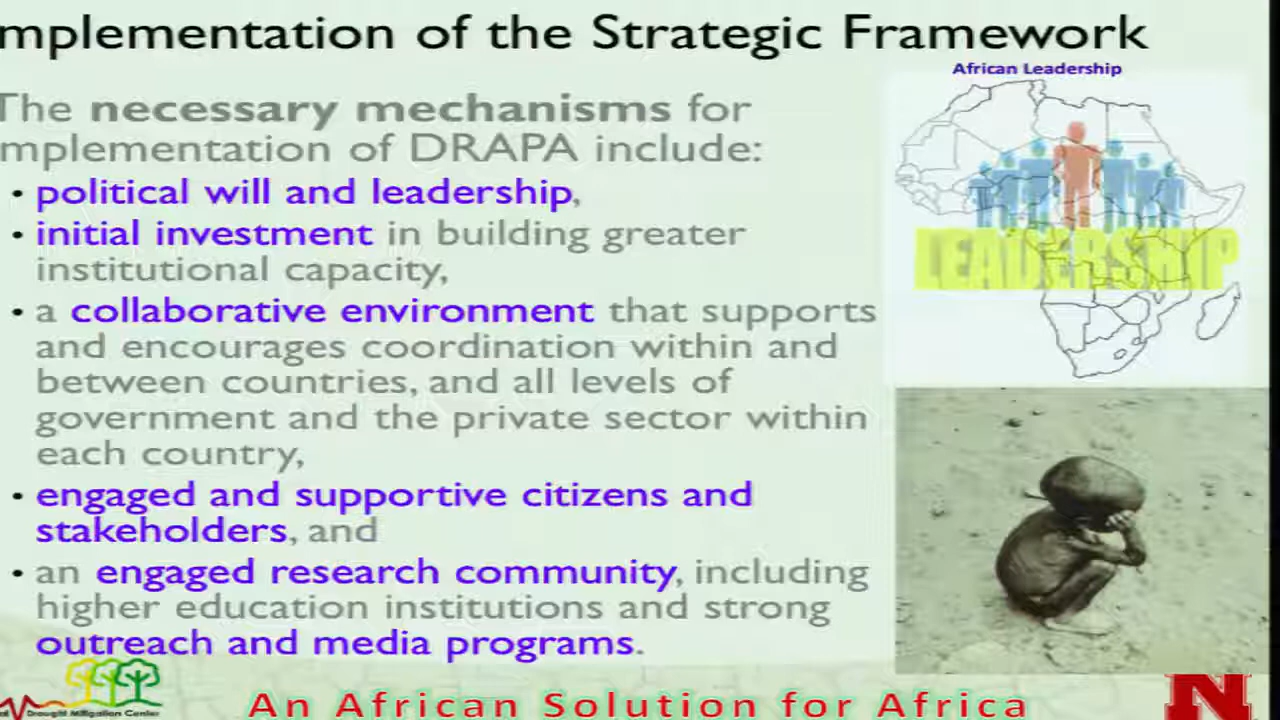 mplementation of the Strategic Framework
African Leadership
The necessary mechanisms for
mplementation of DRAPA include:
• political will and leadership,
• initial investment in building greater
institutional capacity,
• a collaborative environment that supports
and encourages coordination within and
between countries, and all levels of
government and the private sector within
each country,
• engaged and supportive citizens and
stakeholders, and
• an engaged research community, including
higher education institutions and strong
outreach and media programs.
LEADERSHIP
Drought Mitigation Center
An African Solution for Africa
N